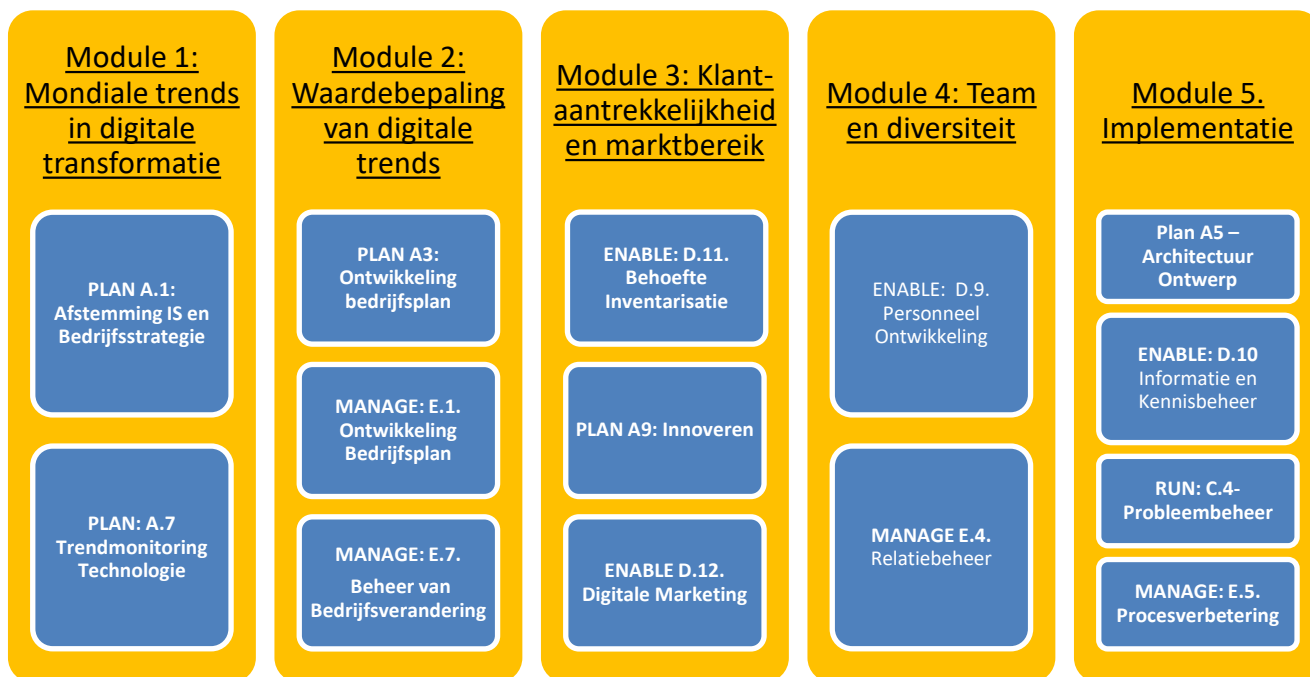 Module 1:
Mondiale trends
in digitale
transformatie
PLAN A.1:
Afstemming IS en
Bedrijfsstrategie
PLAN: A.7
Trendmonitoring
Technologie
Module 2:
Waardebepaling
van digitale
trends
PLAN A3:
Ontwikkeling
bedrijfsplan
MANAGE: E.1.
Ontwikkeling
Bedrijfsplan
MANAGE: E.7.
Beheer van
Bedrijfsverandering
Module 3: Klant-
aantrekkelijkheid
en marktbereik
ENABLE: D.11.
Behoefte
Inventarisatie
PLAN A9: Innoveren
ENABLE D.12.
Digitale Marketing
Module 4: Team
en diversiteit
ENABLE: D.9.
Personneel
Ontwikkeling
MANAGE E.4.
Relatiebeheer
Module 5.
Implementatie
Plan A5 –
Architectuur
Ontwerp
ENABLE: D.10
Informatie en
Kennisbeheer
RUN: C.4-
Probleembeheer
MANAGE: E.5.
Procesverbetering